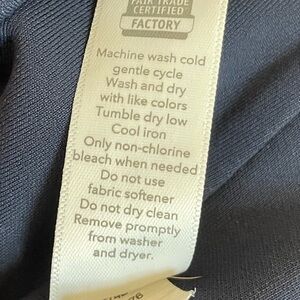 FAIR TRADE
CERTIFIED
FACTORY
Machine wash cold
gentle cycle
Wash and dry
with like colors
Tumble dry low
Cool iron
Only non-chlorine
bleach when needed
Do not use
fabric softener
Do not dry clean
Remove promptly
from washer
and dryer.